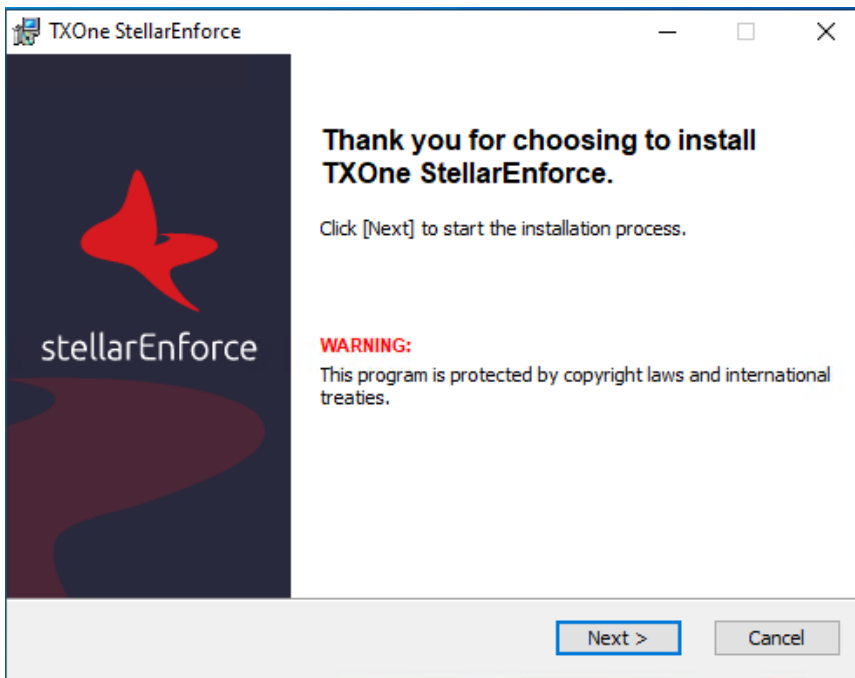 TXOne StellarEnforce
Thank you for choosing to install
TXOne StellarEnforce.
Click [Next] to start the installation process.
stellarEnforce
WARNING:
This program is protected by copyright laws and international
treaties.
Next >
Cancel